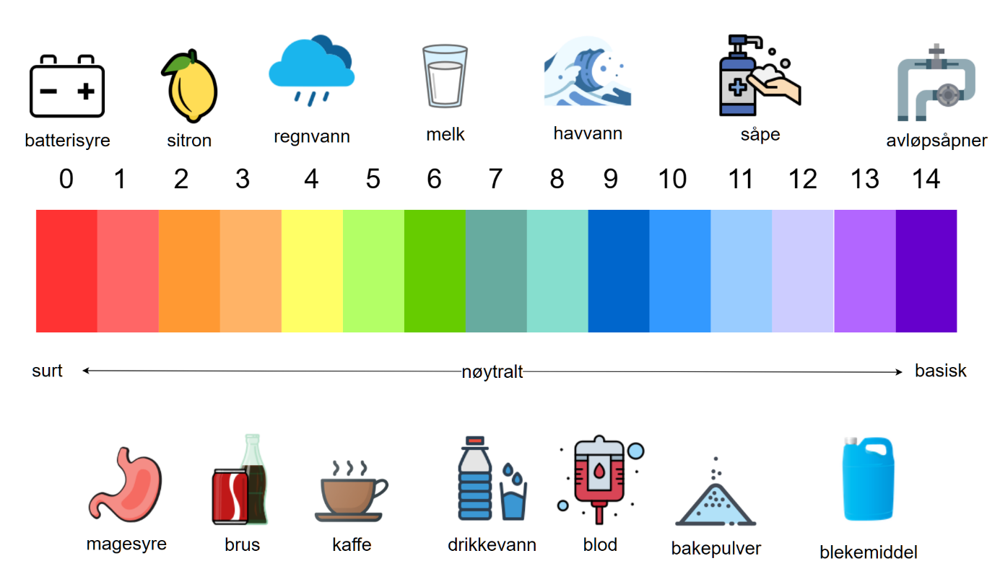 batterisyre
sitron
regnvann
melk
havvann
såpe
avløpsåpner
0 1 2 3 4 5 6 7 8 9 10 11 12 13 14
surt nøytralt basisk
magesyre
brus
kaffe
drikkevann
blod
bakepulver
blekemiddel